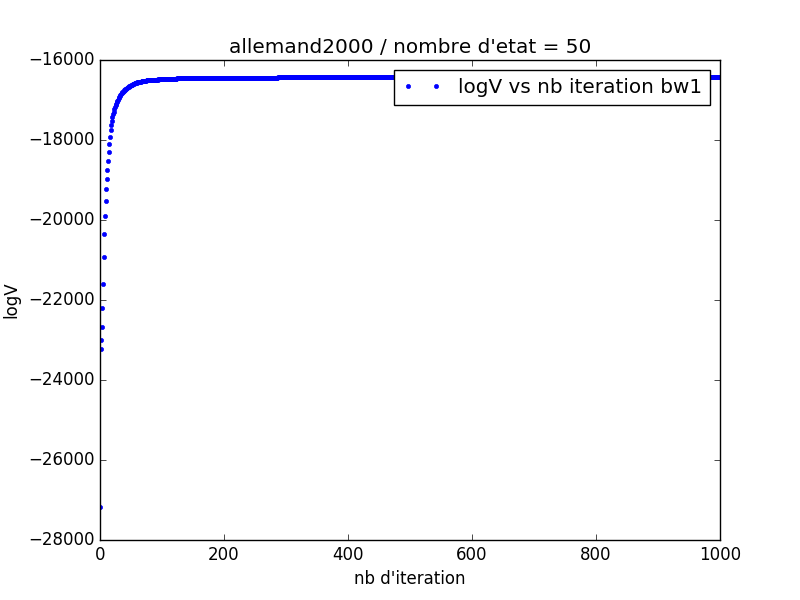 allemand2000 / nombre d'etat = 50
−16000
logV vs nb iteration bw1
−18000
−20000
−22000
−24000
−26000
−28000
logV
0 200 400 600 800 1000
nb d'iteration